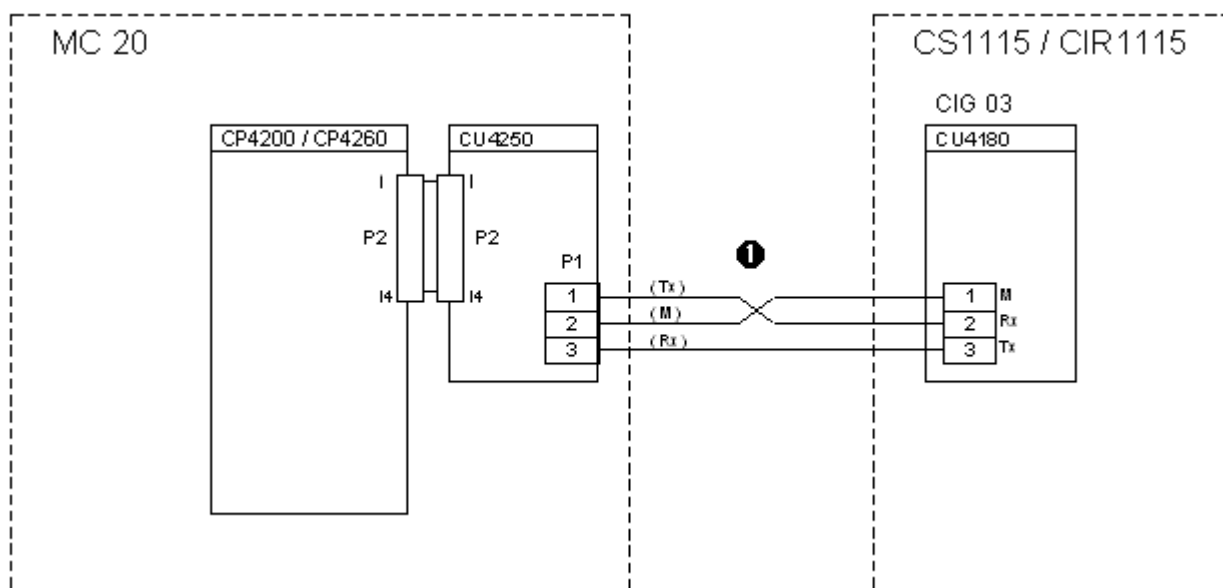 MC 20
CS1115 / CIR1115
CIG 03
CP4200 / CP4260
CU4250
CU4180
I
I
P2
P2
I4
I4
P1
1
2
3
(Tx)
(M)
(Rx)
1
1
2
3
M
Rx
Tx